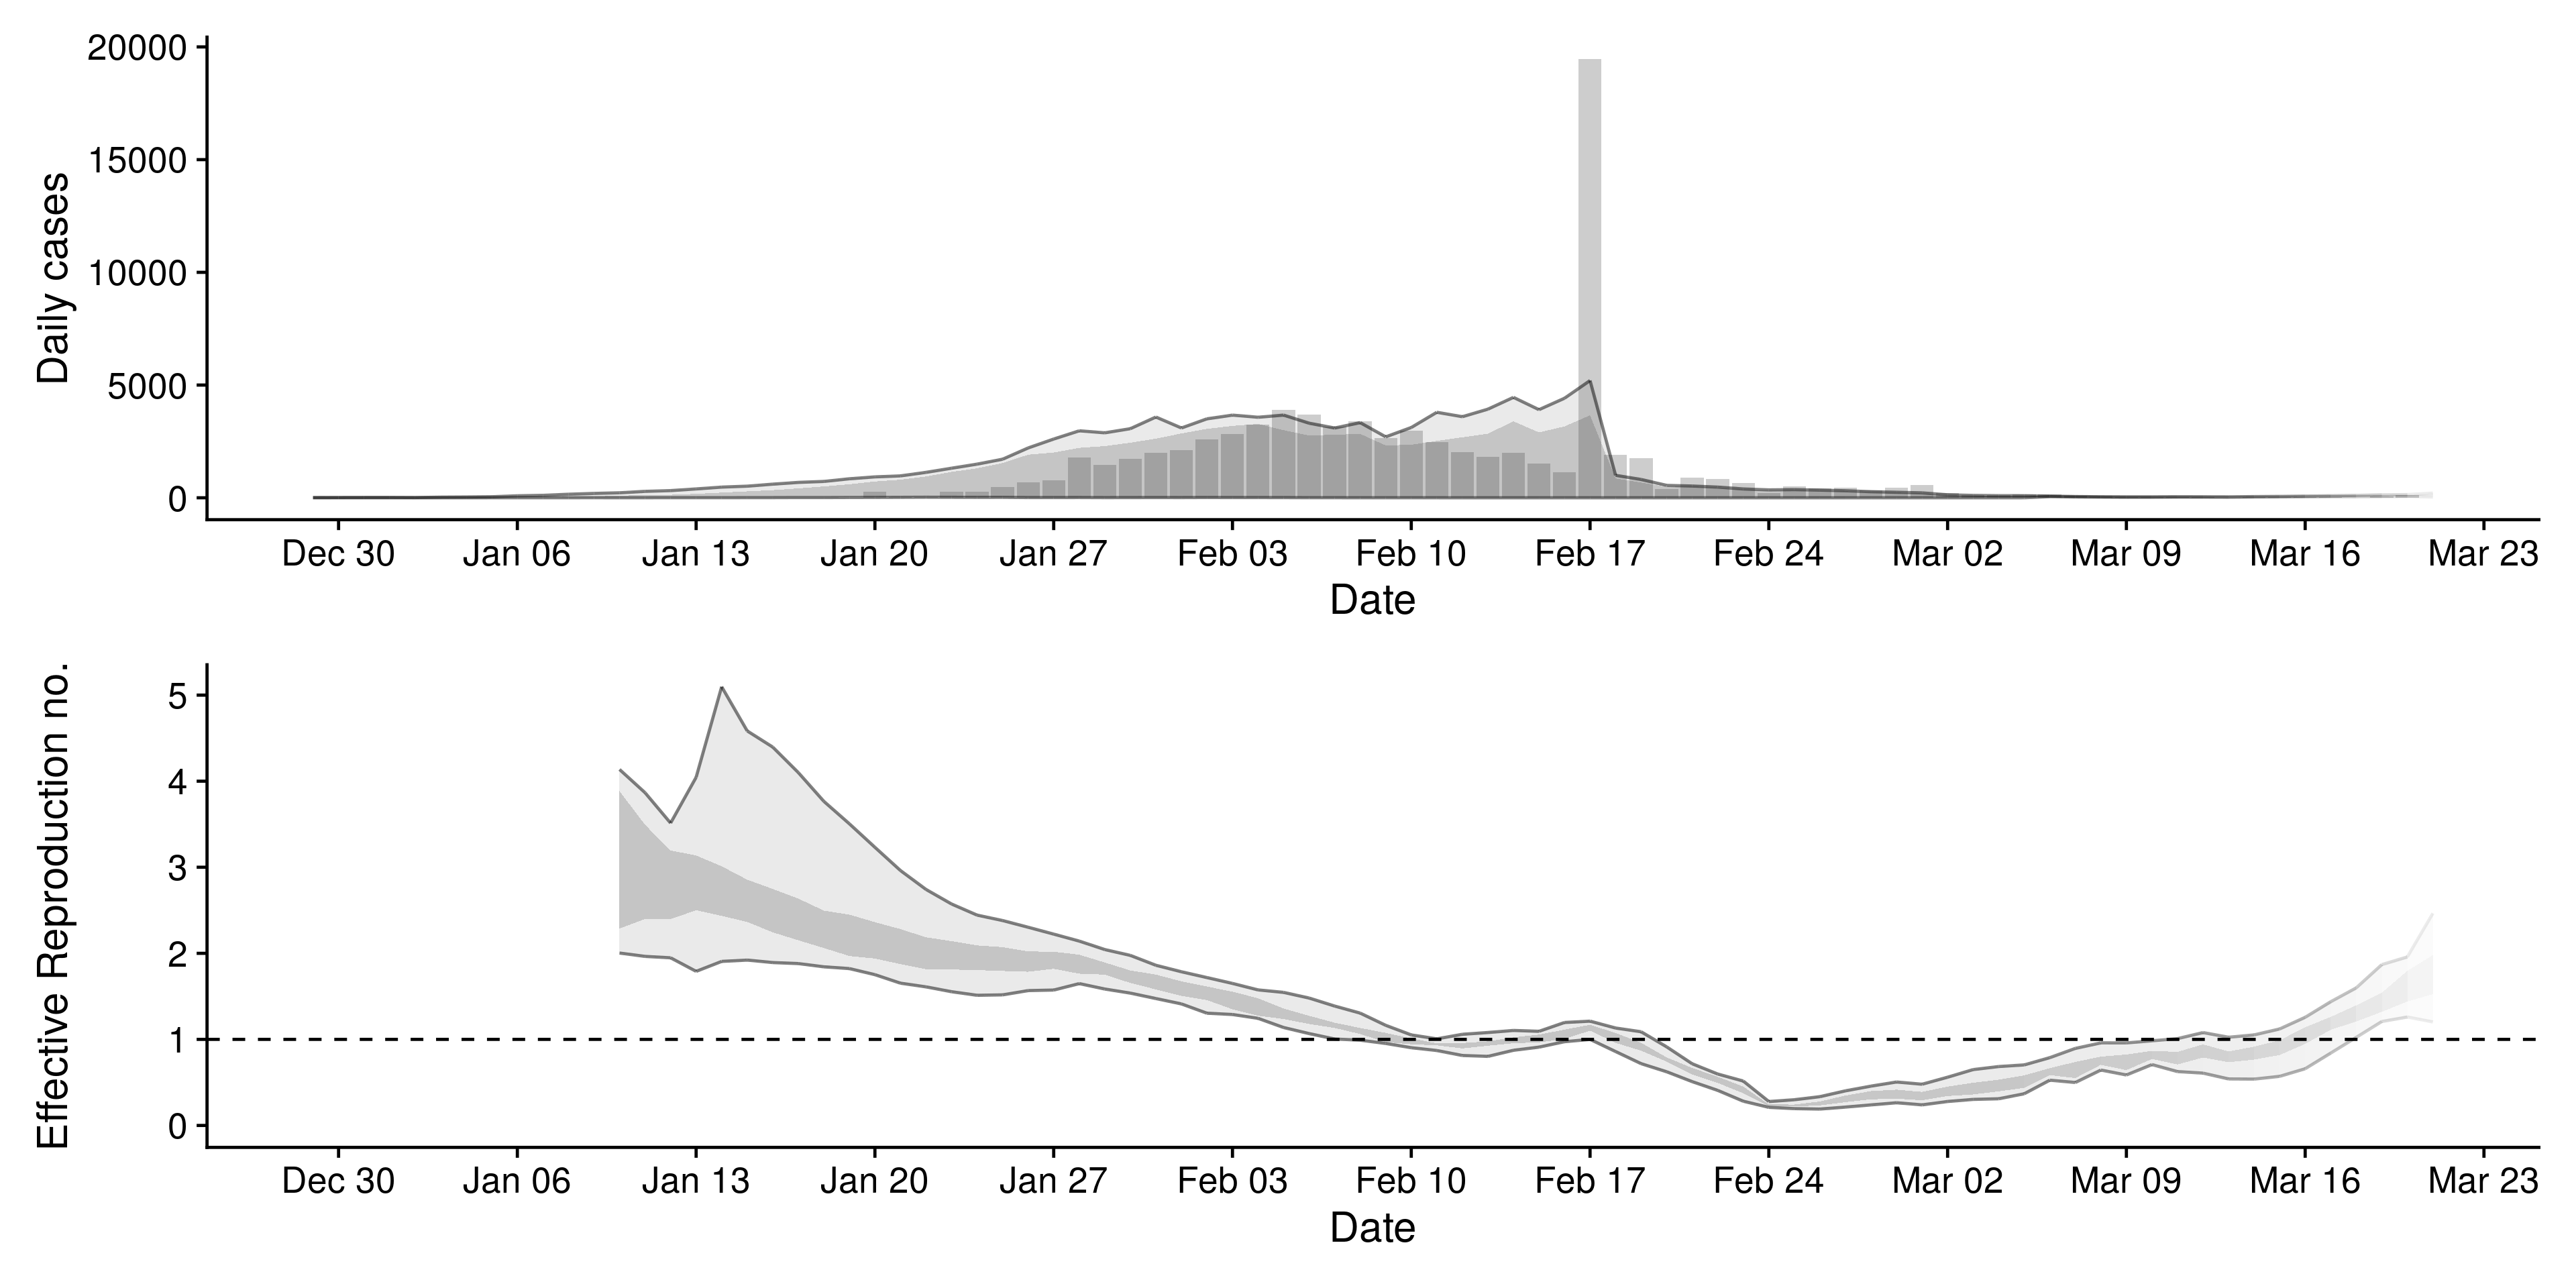 Daily cases
20000
15000
10000
5000
0
Dec 30 Jan 06 Jan 13 Jan 20 Jan 27 Feb 03 Feb 10 Feb 17 Feb 24 Mar 02 Mar 09 Mar 16 Mar 23
Date
Effective Reproduction no.
5
4
3
2
1
0
Dec 30 Jan 06 Jan 13 Jan 20 Jan 27 Feb 03 Feb 10 Feb 17 Feb 24 Mar 02 Mar 09 Mar 16 Mar 23
Date